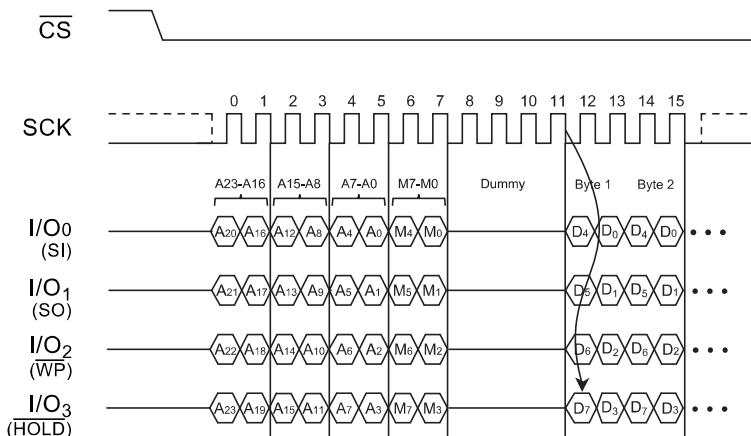 CS
0 1 2 3 4 5 6 7 8 9 10 11 12 13 14 15
SCK
A23-A16 A15-A8 A7-A0 M7-M0 Dummy Byte 1 Byte 2
I/O0 A20 A16 A12 A8 A4 A0 M4 M0 D4 D0 D4 D0
(SI)
I/O1 A21 A17 A13 A9 A5 A1 M5 M1 D5 D1 D5 D1
(SO)
I/O2 A22 A18 A14 A10 A6 A2 M6 M2 D6 D2 D6 D2
(WP)
I/O3 A23 A19 A15 A11 A7 A3 M7 M3 D7 D3 D7 D3
(HOLD)